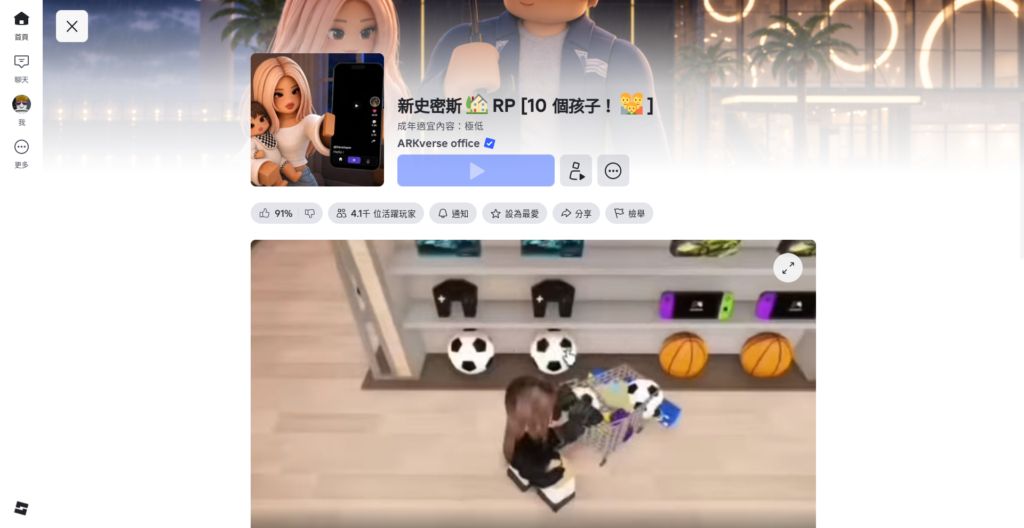 首頁
聊天
我
更多
新史密斯🏡RP [10 個孩子！👨‍❤️‍👨]
成年適宜內容：極低
ARKverse office
91%
4.1千 位活躍玩家
通知
設為最愛
分享
檢舉